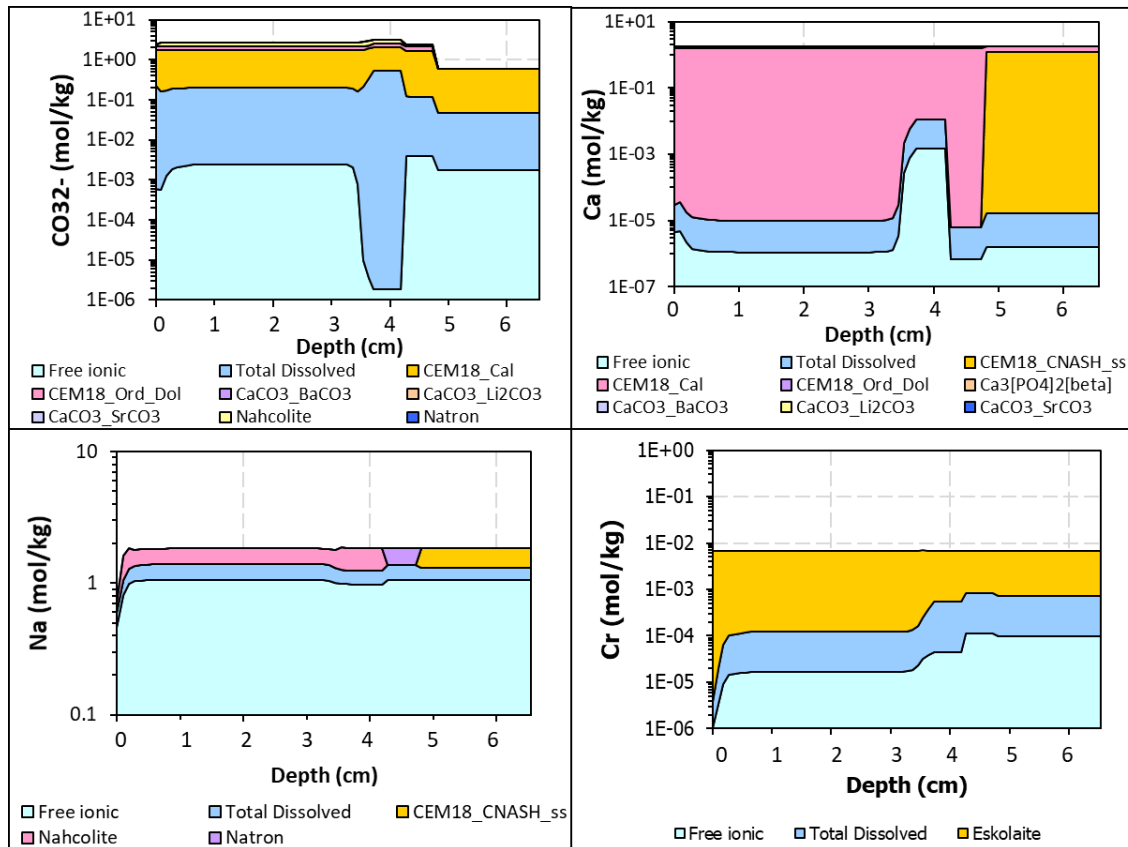 1E+01
1E+00
1E-01
1E-02
1E-03
1E-04
1E-05
1E-06
CO32- (mol/kg)
0 1 2 3 4 5 6
Depth (cm)
Free ionic Total Dissolved CEM18_Cal
CEM18_Ord_Dol CaCO3_BaCO3 CaCO3_Li2CO3
CaCO3_SrCO3 Nahcolite Natron
1E+01
1E-01
1E-03
1E-05
1E-07
Ca (mol/kg)
0 1 2 3 4 5 6
Depth (cm)
Free ionic Total Dissolved CEM18_CNASH_ss
CEM18_Cal CEM18_Ord_Dol Ca3[PO4]2[beta]
CaCO3_BaCO3 CaCO3_Li2CO3 CaCO3_SrCO3
10
1
0.1
Na (mol/kg)
0 1 2 3 4 5 6
Depth (cm)
Free ionic Total Dissolved CEM18_CNASH_ss
Nahcolite Natron
1E+00
1E-01
1E-02
1E-03
1E-04
1E-05
1E-06
Cr (mol/kg)
0 1 2 3 4 5 6
Depth (cm)
Free ionic Total Dissolved Eskolaite